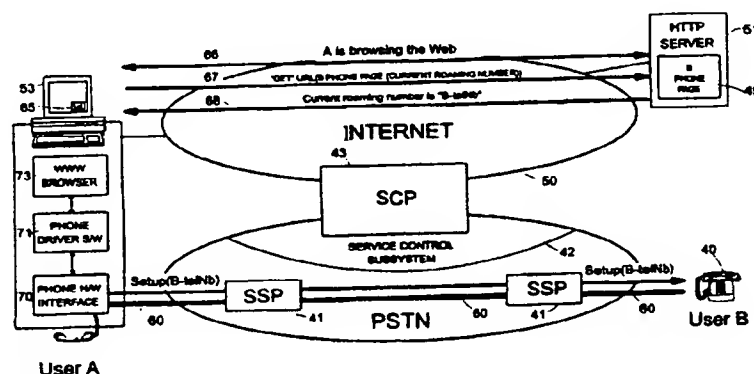 66
A is browsing the Web
67
"GET" URL(B PHONE PAGE [CURRENT ROAMING NUMBER])
68
Current roaming number is "B-telNb"
HTTP
SERVER
51
B
PHONE
PAGE
53
65
INTERNET
43
SCP
50
SERVICE CONTROL
SUBSYSTEM
42
73
WWW
BROWSER
71
PHONE
DRIVER S/W
70
PHONE H/W
INTERFACE
Setup(B-telNb)
60
SSP
41
60
PSTN
SSP
41
Setup(B-telNb)
60
40
User B
User A